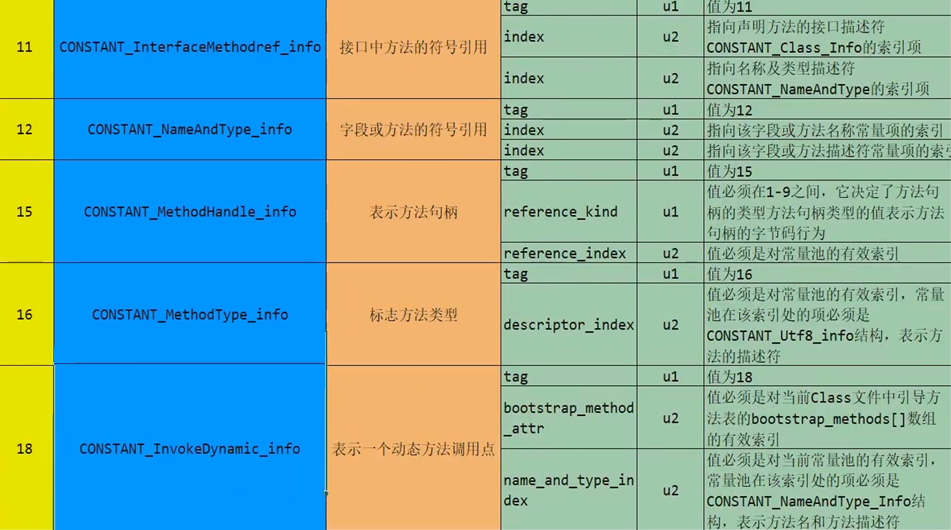 tag u1 值为11
11 CONSTANT_InterfaceMethodref_info 接口中方法的符号引用
index u2 指向声明方法的接口描述符
CONSTANT_Class_Info的索引项
index u2 指向名称及类型描述符
CONSTANT_NameAndType的索引项
12 CONSTANT_NameAndType_info 字段或方法的符号引用
tag u1 值为12
index u2 指向该字段或方法名称常量项的索引
index u2 指向该字段或方法描述符常量项的索引
15 CONSTANT_MethodHandle_info 表示方法句柄
tag u1 值为15
reference_kind u1 值必须在1-9之间，它决定了方法句
柄的类型方法句柄类型的值表示方法
句柄的字节码行为
reference_index u2 值必须是对常量池的有效索引
16 CONSTANT_MethodType_info 标志方法类型
tag u1 值为16
descriptor_index u2 值必须是对常量池的有效索引，常量
池在该索引处的项必须是
CONSTANT_Utf8_info结构，表示方
法的描述符
18 CONSTANT_InvokeDynamic_info 表示一个动态方法调用点
tag u1 值为18
bootstrap_method
_attr u2 值必须是对当前Class文件中引导方
法表的bootstrap_methods[]数组
的有效索引
name_and_type_in
dex u2 值必须是对当前常量池的有效索引，
常量池在该索引处的项必须是
CONSTANT_NameAndType_Info结
构，表示方法名和方法描述符